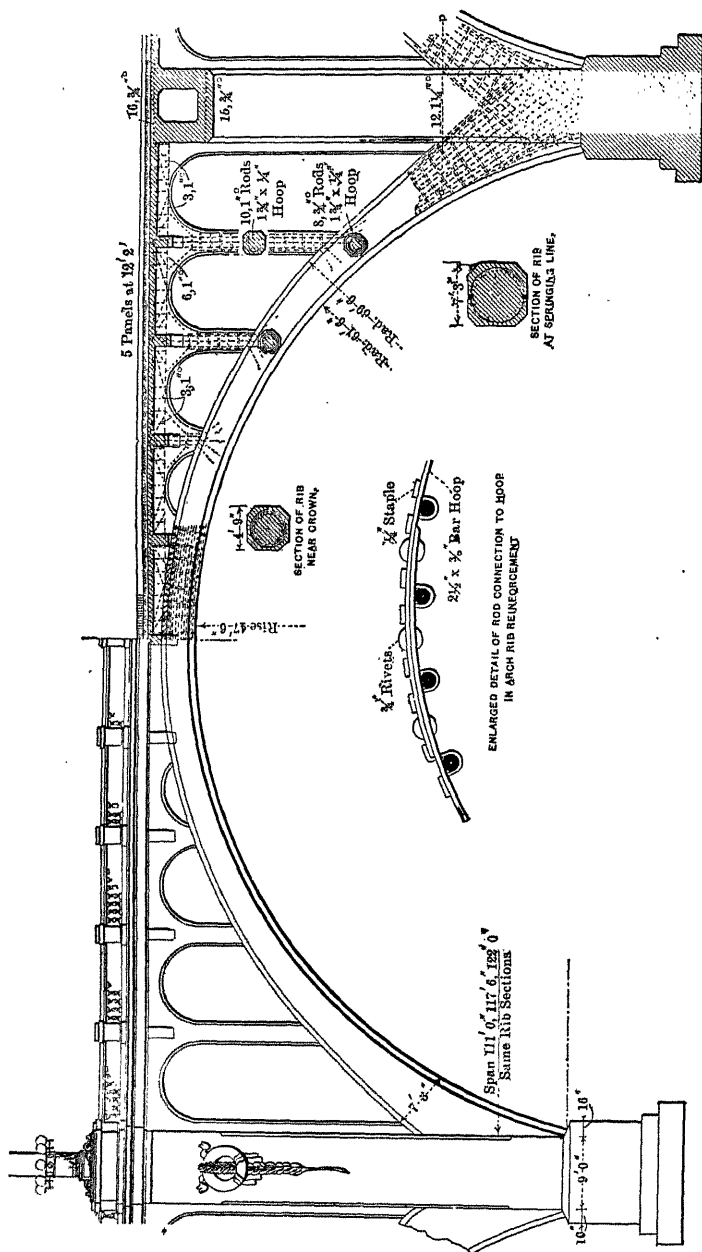 16, ¾"□
15, ¾"□
5 Panels at 12'2'
3,1"□
6,1"□
3,1"□
10,1"□ Rods
1¾" x ¼"
Hoop
8, ¾"□ Rods
1¾" x ¼"
Hoop
12,1¼"□
Rad.-69'6"
Rad.-61'6"
SECTION OF RIB
AT SPRINGING LINE,
4'-9"
SECTION OF RIB
NEAR CROWN,
Rise 47'-6"
¼" Staple
¾" Rivets
2½" x ⅜" Bar Hoop
ENLARGED DETAIL OF ROD CONNECTION TO HOOP
IN ARCH RIB REINFORCEMENT
Span 111' 0", 117' 6", 122' 0"
Same Rib Sections
10"
9'0"
16"